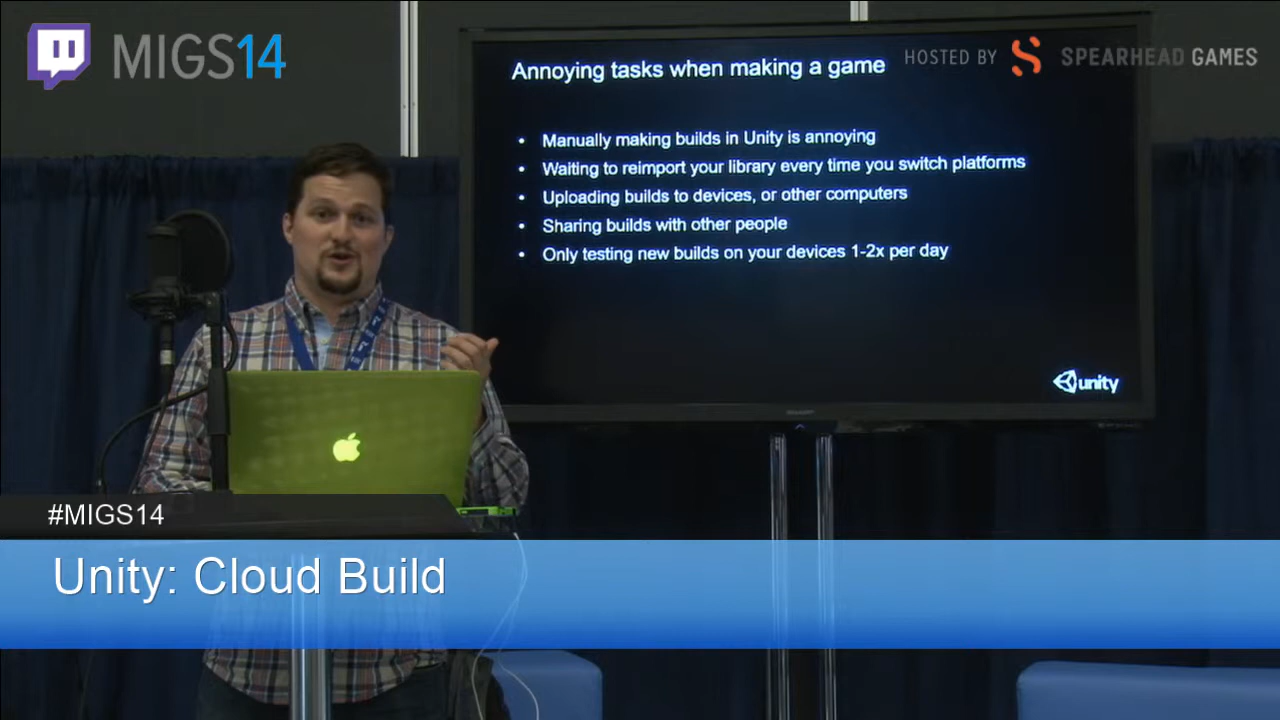 MIGS14
HOSTED BY SPEARHEAD GAMES
Annoying tasks when making a game
• Manually making builds in Unity is annoying
• Waiting to reimport your library every time you switch platforms
• Uploading builds to devices, or other computers
• Sharing builds with other people
• Only testing new builds on your devices 1-2x per day
unity
SHARP
#MIGS14
Unity: Cloud Build